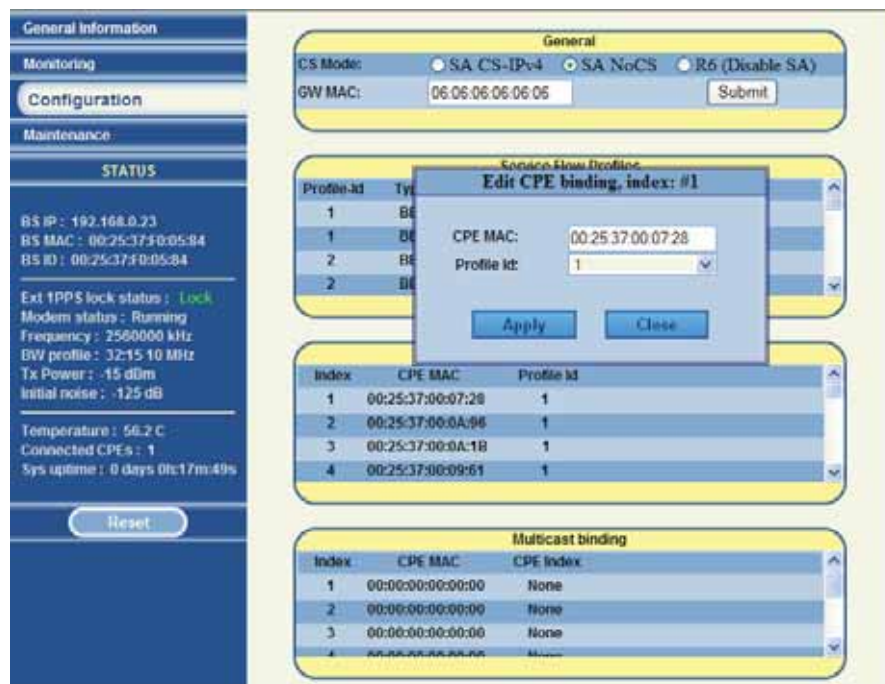 General Information
Monitoring
Configuration
Maintenance
STATUS
BS IP : 192.168.0.23
BS MAC : 00:25:37:F0:05:84
BS ID : 00:25:37:F0:05:84
Ext 1PPS lock status : Lock
Modem status : Running
Frequency : 2560000 kHz
BW profile : 32:15 10 MHz
Tx Power : -15 dBm
Initial noise : -125 dB
Temperature : 56.2 C
Connected CPEs : 1
Sys uptime : 0 days 0h:17m:49s
Reset
General
CS Mode: SA CS-IPv4 SA NoCS R6 (Disable SA)
GW MAC: 06:06:06:06:06:06 Submit
Service Flow Profiles
Profile-Id
1
1
2
2
Edit CPE binding, index: #1
CPE MAC: 00:25:37:00:07:28
Profile Id: 1
Apply Close
Index CPE MAC Profile Id
1 00:25:37:00:07:28 1
2 00:25:37:00:0A:96 1
3 00:25:37:00:0A:1B 1
4 00:25:37:00:09:61 1
Multicast binding
Index CPE MAC CPE Index
1 00:00:00:00:00:00 None
2 00:00:00:00:00:00 None
3 00:00:00:00:00:00 None
4 00:00:00:00:00:00 None